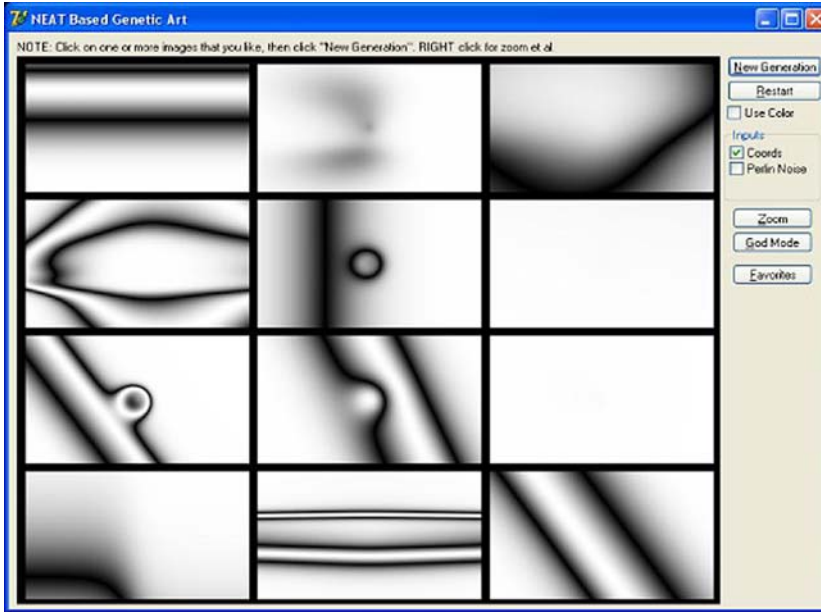 NEAT Based Genetic Art
NOTE: Click on one or more images that you like, then click "New Generation". RIGHT click for zoom et al
New Generation
Restart
Use Color
Inputs
Coords
Perlin Noise
Zoom
God Mode
Favorites